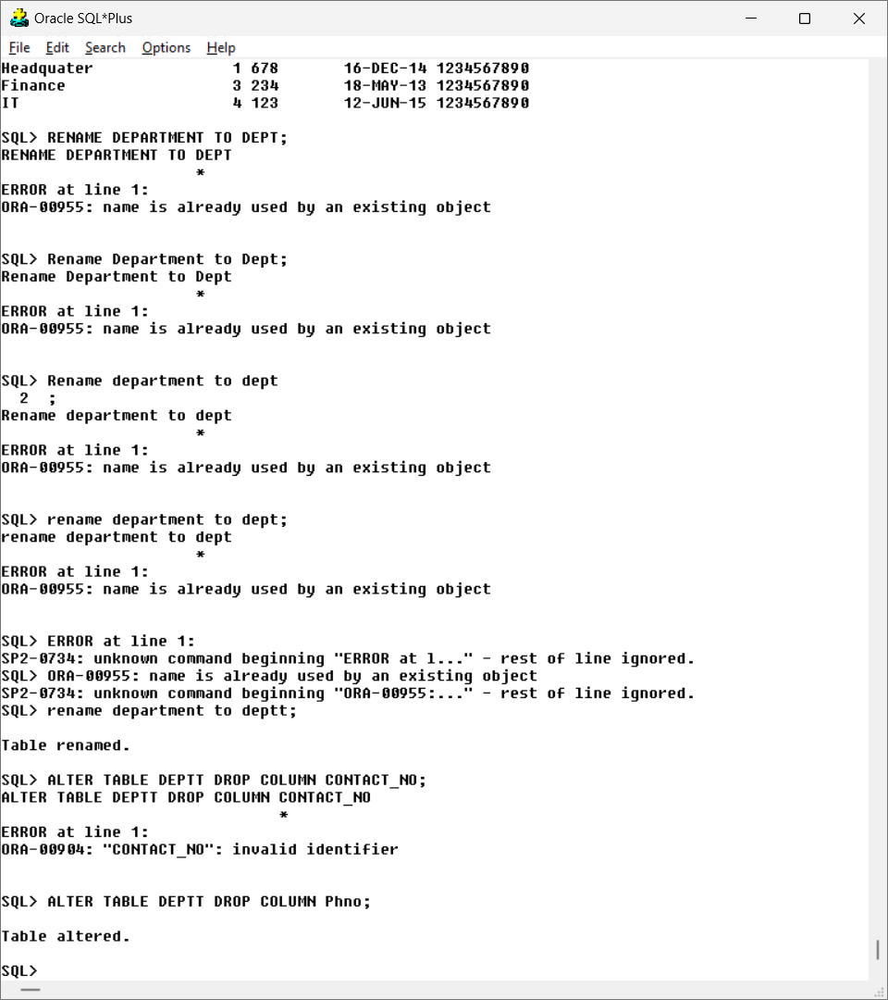 Oracle SQL*Plus
File Edit Search Options Help
Headquater               1 678       16-DEC-14 1234567890
Finance                  3 234       18-MAY-13 1234567890
IT                       4 123       12-JUN-15 1234567890
SQL> RENAME DEPARTMENT TO DEPT;
RENAME DEPARTMENT TO DEPT
*
ERROR at line 1:
ORA-00955: name is already used by an existing object
SQL> Rename Department to Dept;
Rename Department to Dept
*
ERROR at line 1:
ORA-00955: name is already used by an existing object
SQL> Rename department to dept
2  ;
Rename department to dept
*
ERROR at line 1:
ORA-00955: name is already used by an existing object
SQL> rename department to dept;
rename department to dept
*
ERROR at line 1:
ORA-00955: name is already used by an existing object
SQL> ERROR at line 1:
SP2-0734: unknown command beginning "ERROR at l..." - rest of line ignored.
SQL> ORA-00955: name is already used by an existing object
SP2-0734: unknown command beginning "ORA-00955:..." - rest of line ignored.
SQL> rename department to deptt;
Table renamed.
SQL> ALTER TABLE DEPTT DROP COLUMN CONTACT_NO;
ALTER TABLE DEPTT DROP COLUMN CONTACT_NO
*
ERROR at line 1:
ORA-00904: "CONTACT_NO": invalid identifier
SQL> ALTER TABLE DEPTT DROP COLUMN Phno;
Table altered.
SQL>